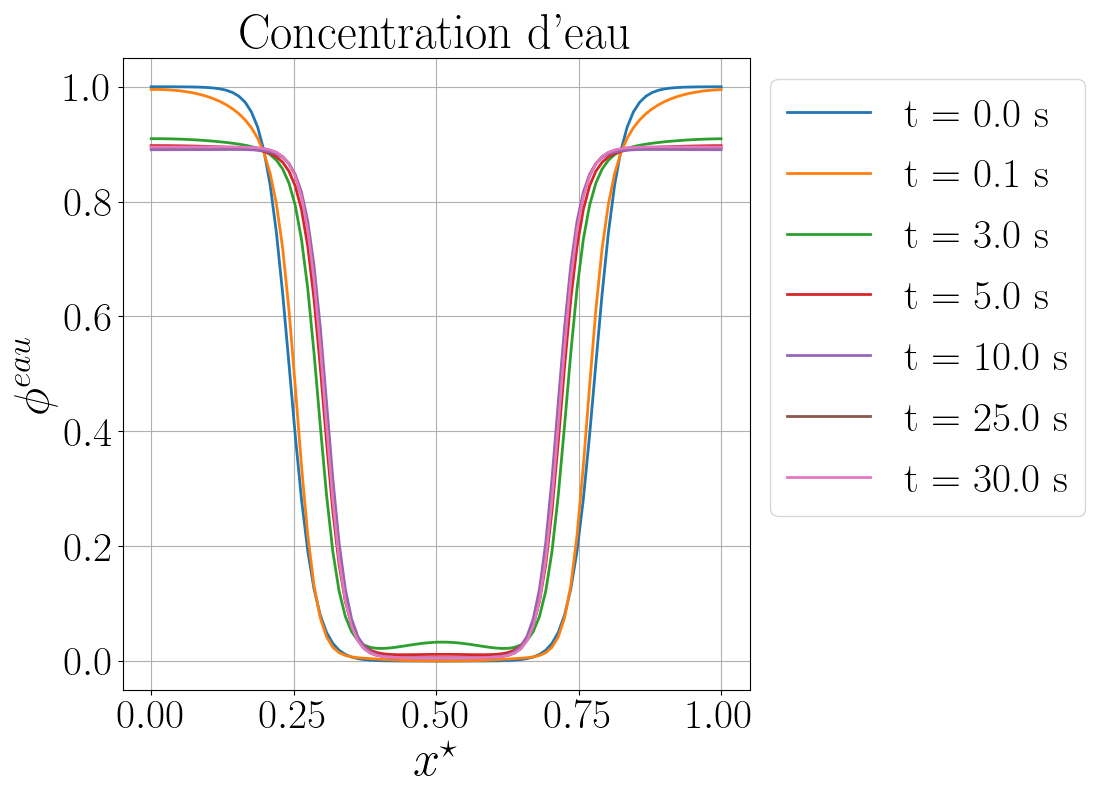 Concentration d'eau
1.0
0.8
0.6
0.4
0.2
0.0
ϕ^{eau}
0.00 0.25 0.50 0.75 1.00
x⋆
t = 0.0 s
t = 0.1 s
t = 3.0 s
t = 5.0 s
t = 10.0 s
t = 25.0 s
t = 30.0 s